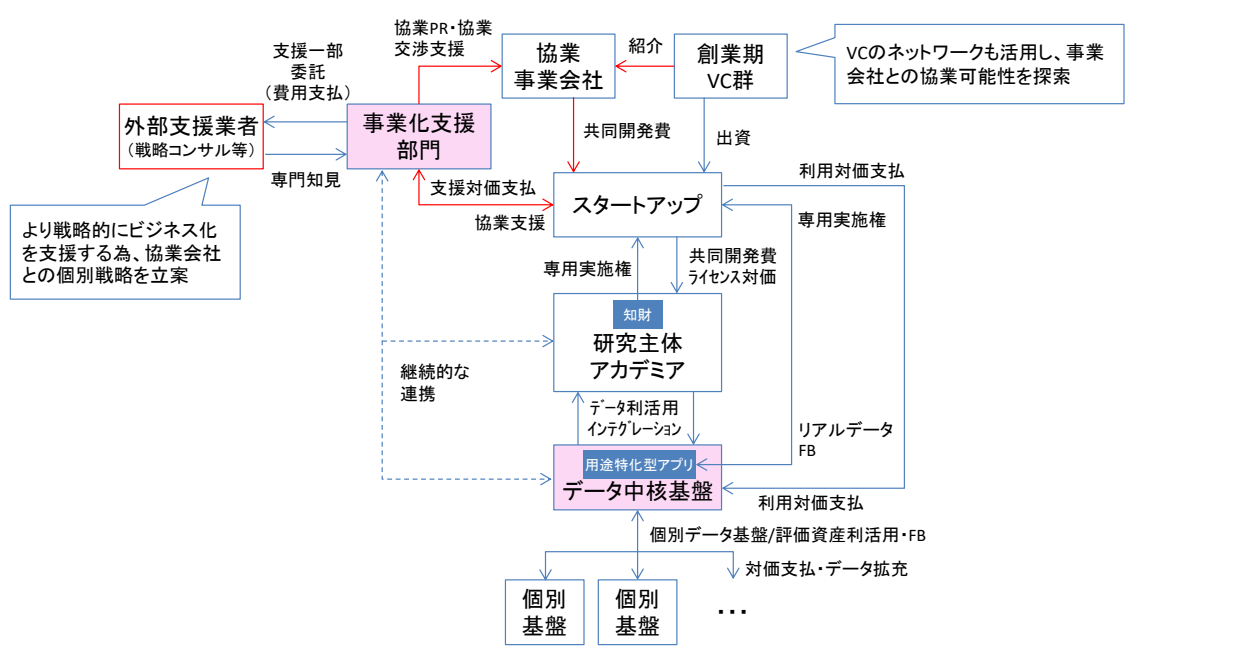 協業PR・協業
交渉支援
協業
事業会社
紹介
創業期
VC群
VCのネットワークも活用し、事業
会社との協業可能性を探索
支援一部
委託
（費用支払）
外部支援業者
（戦略コンサル等）
事業化支援
部門
専門知見
共同開発費
出資
より戦略的にビジネス化
を支援する為、協業会社
との個別戦略を立案
支援対価支払
協業支援
スタートアップ
利用対価支払
専用実施権
専用実施権
共同開発費
ライセンス対価
知財
研究主体
アカデミア
継続的な
連携
データ利活用
インテグレーション
リアルデータ
FB
用途特化型アプリ
データ中核基盤
利用対価支払
個別データ基盤/評価資産利活用・FB
対価支払・データ拡充
個別
基盤
個別
基盤
・・・